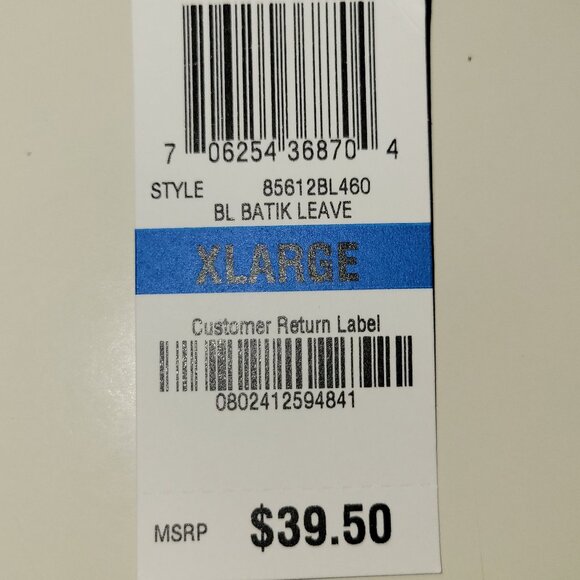 7 06254 36870 4
STYLE 85612BL460
BL BATIK LEAVE
XLARGE
Customer Return Label
0802412594841
MSRP $39.50